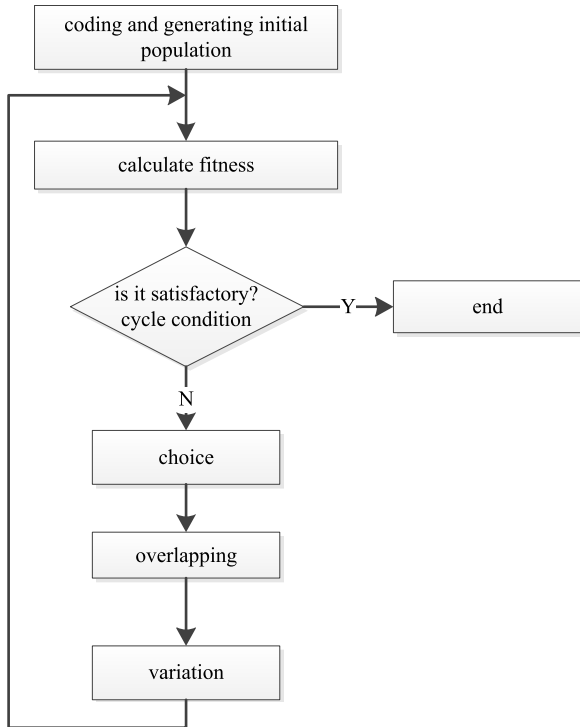 coding and generating initial
population
calculate fitness
is it satisfactory?
cycle condition
Y
end
N
choice
overlapping
variation